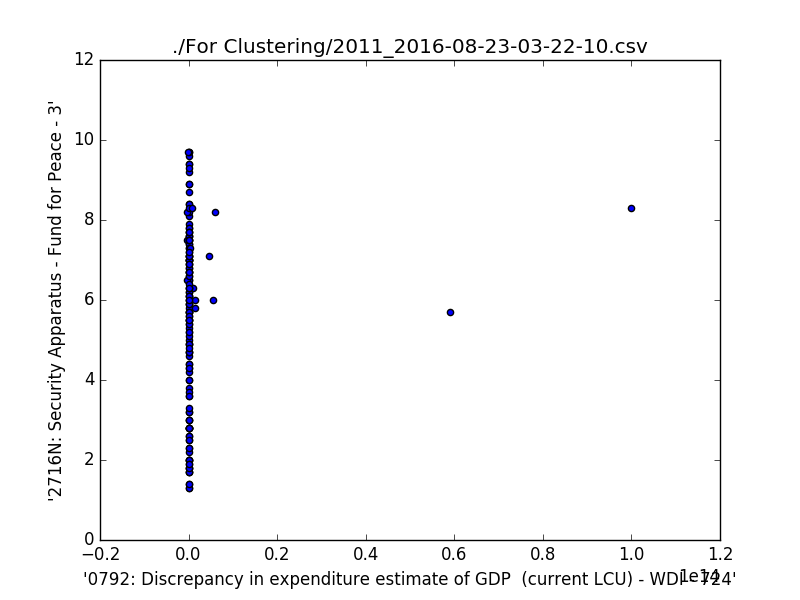 ./For Clustering/2011_2016-08-23-03-22-10.csv
12
10
8
6
4
2
0
'2716N: Security Apparatus - Fund for Peace - 3'
−0.2 0.0 0.2 0.4 0.6 0.8 1.0 1.2
1e14
'0792: Discrepancy in expenditure estimate of GDP (current LCU) - WDI - 724'